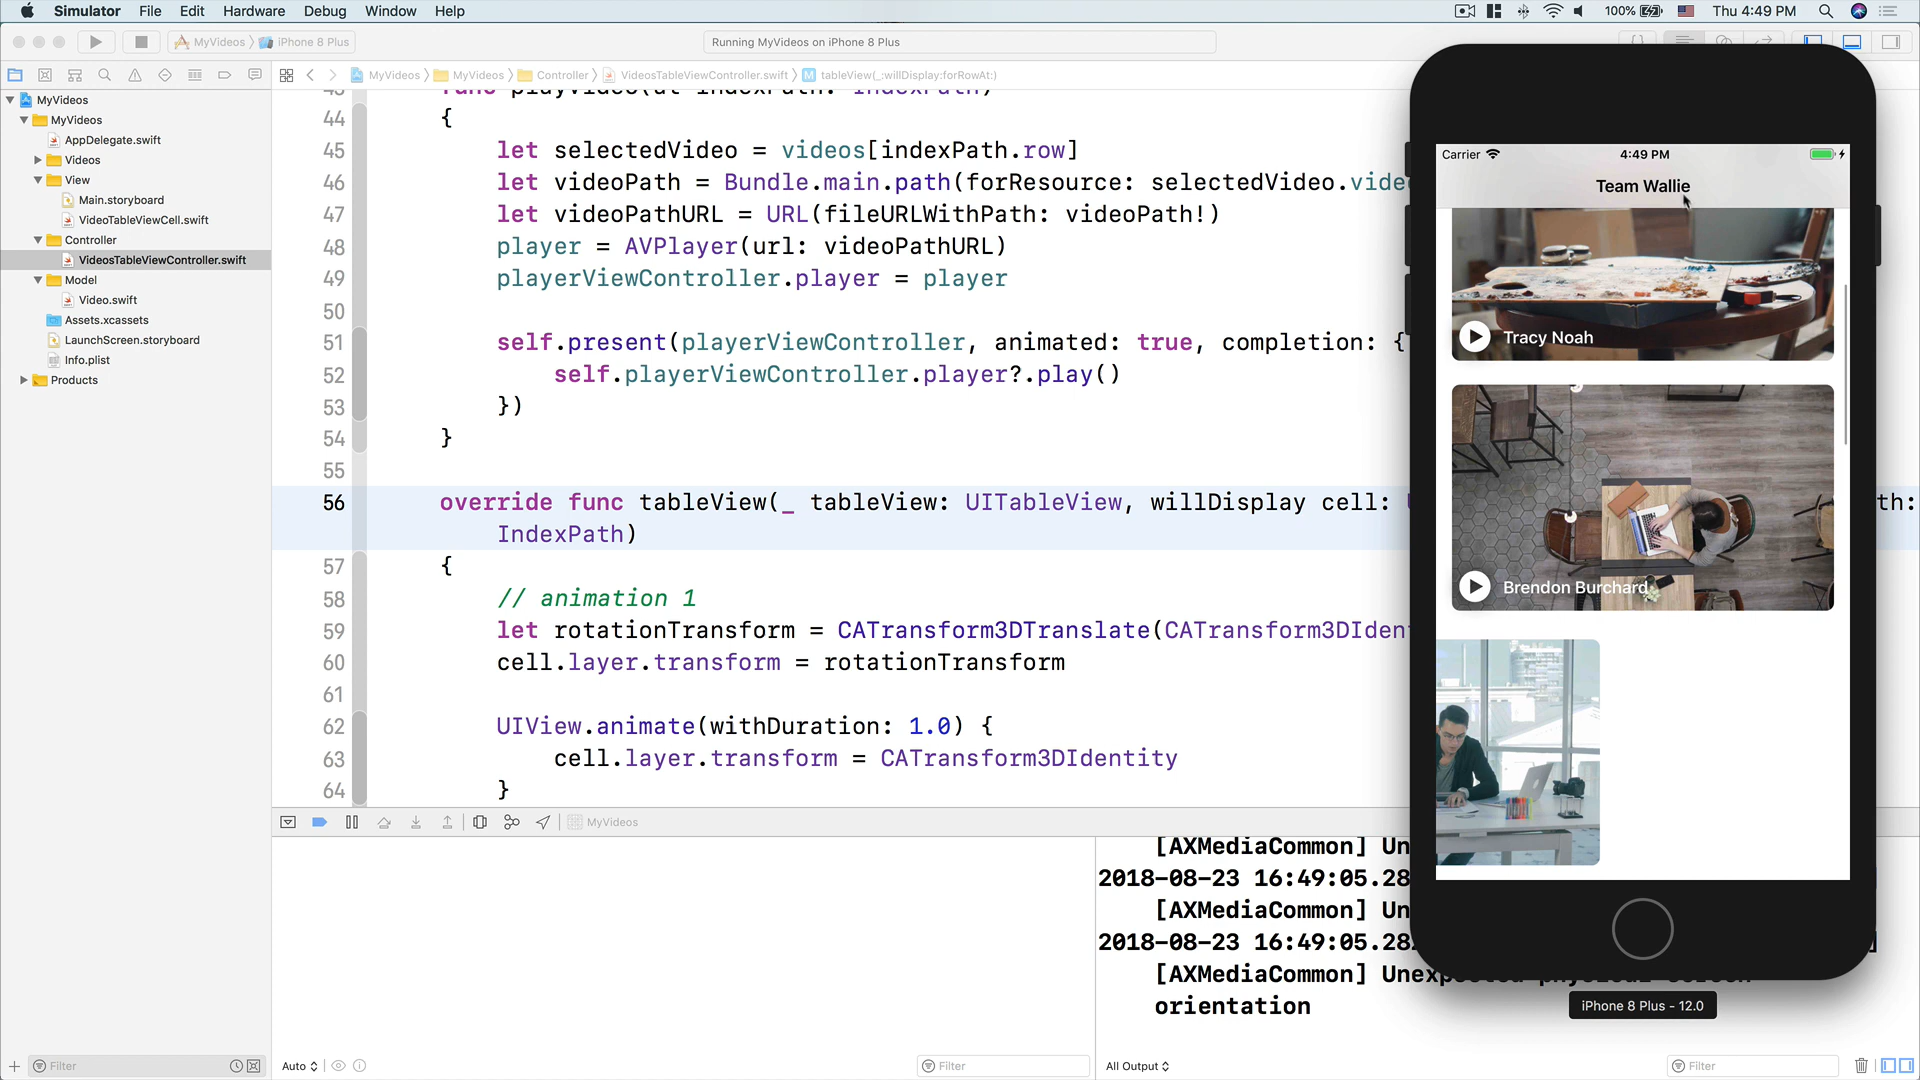 Simulator File Edit Hardware Debug Window Help
100% Thu 4:49 PM
MyVideos iPhone 8 Plus
Running MyVideos on iPhone 8 Plus
MyVideos MyVideos Controller VideosTableViewController.swift tableView(_:willDisplay:forRowAt:)
MyVideos
MyVideos
AppDelegate.swift
Videos
View
Main.storyboard
VideoTableViewCell.swift
Controller
VideosTableViewController.swift
Model
Video.swift
Assets.xcassets
LaunchScreen.storyboard
Info.plist
Products
Filter
44 {
45 let selectedVideo = videos[indexPath.row]
46 let videoPath = Bundle.main.path(forResource: selectedVideo.vide
47 let videoPathURL = URL(fileURLWithPath: videoPath!)
48 player = AVPlayer(url: videoPathURL)
49 playerViewController.player = player
50
51 self.present(playerViewController, animated: true, completion: {
52 self.playerViewController.player?.play()
53 })
54 }
55
56 override func tableView(_ tableView: UITableView, willDisplay cell: th:
IndexPath)
57 {
58 // animation 1
59 let rotationTransform = CATransform3DTranslate(CATransform3DIden
60 cell.layer.transform = rotationTransform
61
62 UIView.animate(withDuration: 1.0) {
63 cell.layer.transform = CATransform3DIdentity
64 }
MyVideos
[AXMediaCommon] Un
2018-08-23 16:49:05.28
[AXMediaCommon] Un
2018-08-23 16:49:05.28
[AXMediaCommon] Unexpected physical screen
orientation
Auto Filter
All Output Filter
Carrier 4:49 PM
Team Wallie
Tracy Noah
Brendon Burchard
iPhone 8 Plus - 12.0